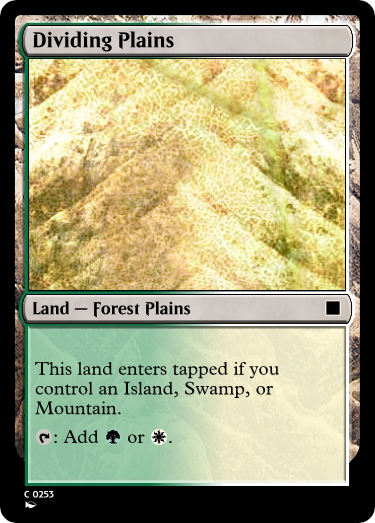 Dividing Plains
Land — Forest Plains
This land enters tapped if you
control an Island, Swamp, or
Mountain.
: Add or .
C 0253